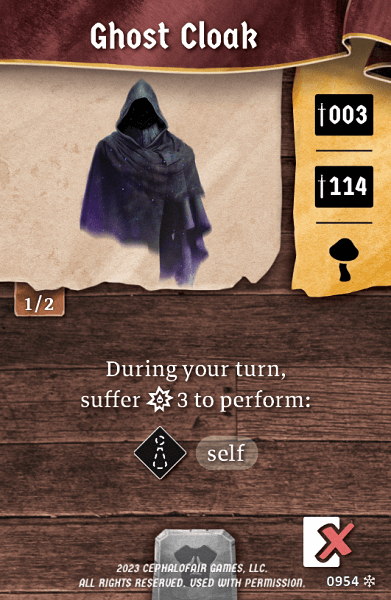 Ghost Cloak
003
114
1/2
During your turn,
suffer 3 to perform:
self
2023 CEPHALOFAIR GAMES, LLC.
ALL RIGHTS RESERVED. USED WITH PERMISSION.
0954